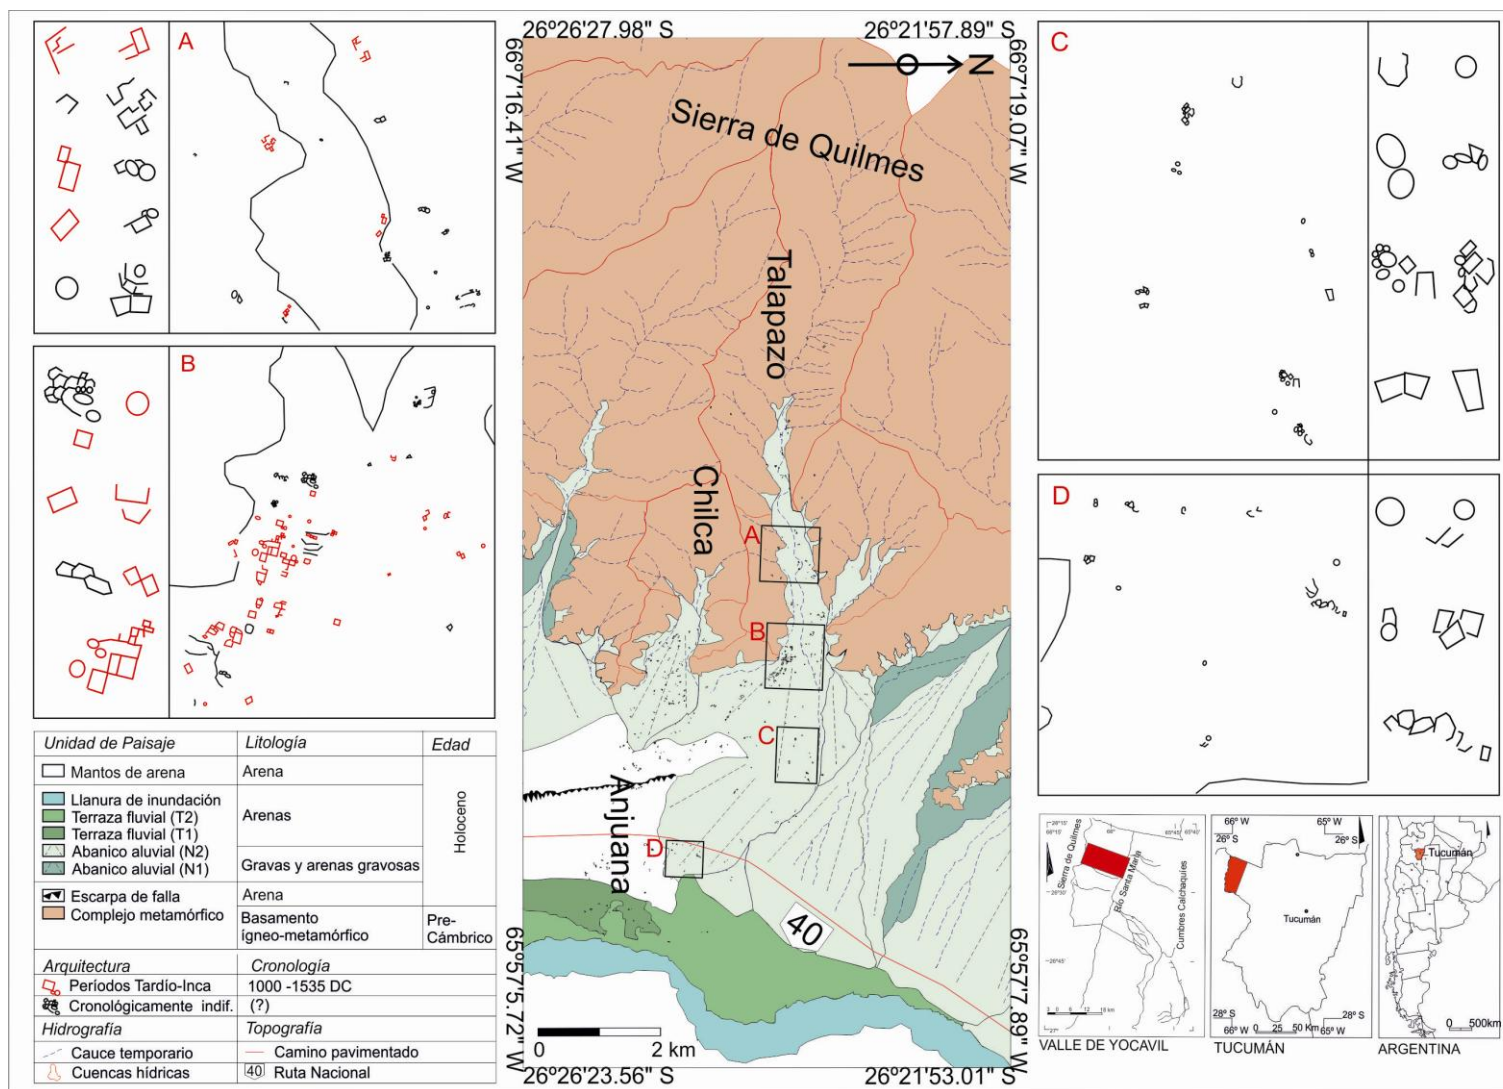 A
B
26º26'27.98" S
26º21'57.89" S
66º7'16.41" W
66º7'19.07" W
N
Sierra de Quilmes
Talapazo
Chilca
Anjuana
A
B
C
D
40
0 2 km
65º57'5.72" W
65º57'7.89" W
26º26'23.56" S
26º21'53.01" S
C
D
Unidad de Paisaje Litología Edad
Mantos de arena Arena
Llanura de inundación
Terraza fluvial (T2) Arenas
Terraza fluvial (T1)
Holoceno
Abanico aluvial (N2)
Abanico aluvial (N1) Gravas y arenas gravosas
Escarpa de falla Arena
Complejo metamórfico Basamento ígneo-metamórfico Pre-Cámbrico
Arquitectura Cronología
Períodos Tardío-Inca 1000 -1535 DC
Cronológicamente indif. (?)
Hidrografía Topografía
Cauce temporario Camino pavimentado
Cuencas hídricas 40 Ruta Nacional
Sierra de Quilmes
Río Santa María
Cumbres Calchaquíes
VALLE DE YOCAVIL
66º W 65º W
26º S 26º S
Tucumán
28º S 28º S
66º W 0 25 50 Km 65º W
TUCUMÁN
Tucumán
0 500km
ARGENTINA